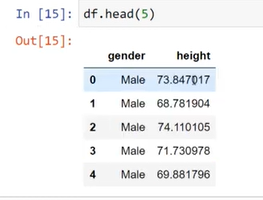 In [15]: df.head(5)
Out[15]:
gender height
0 Male 73.847017
1 Male 68.781904
2 Male 74.110105
3 Male 71.730978
4 Male 69.881796